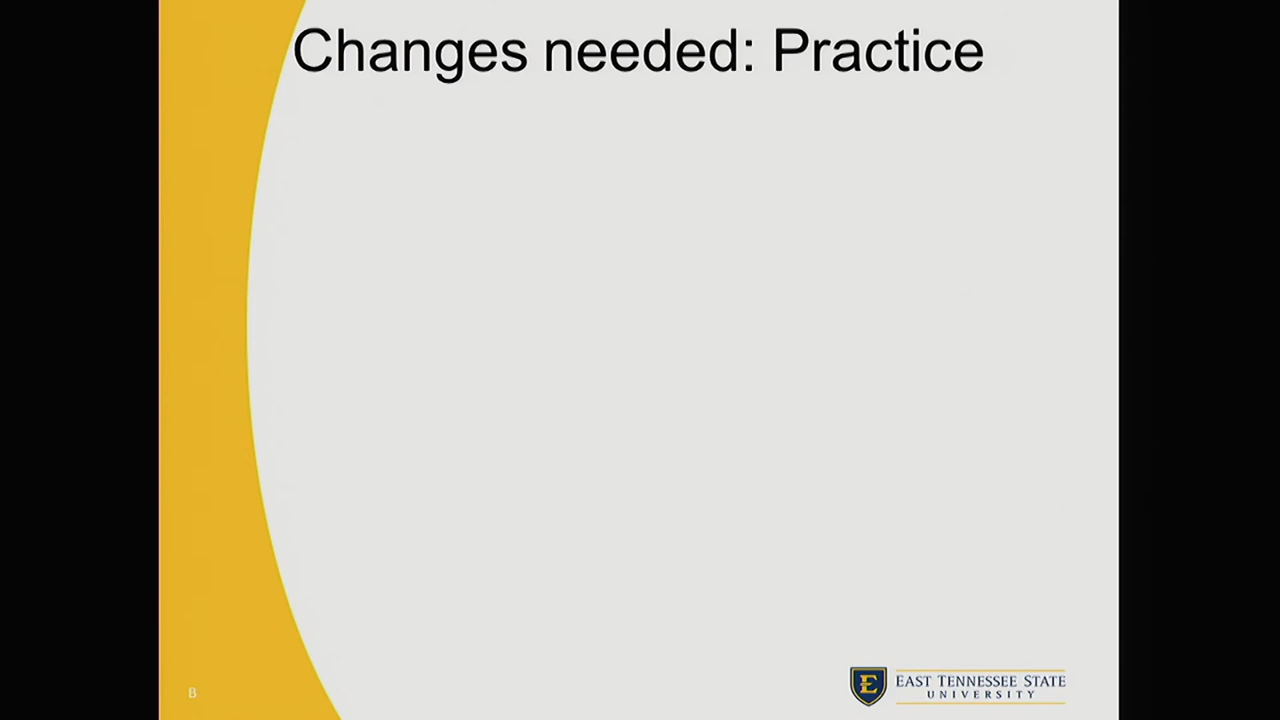 Changes needed: Practice
B
E
EAST TENNESSEE STATE
UNIVERSITY